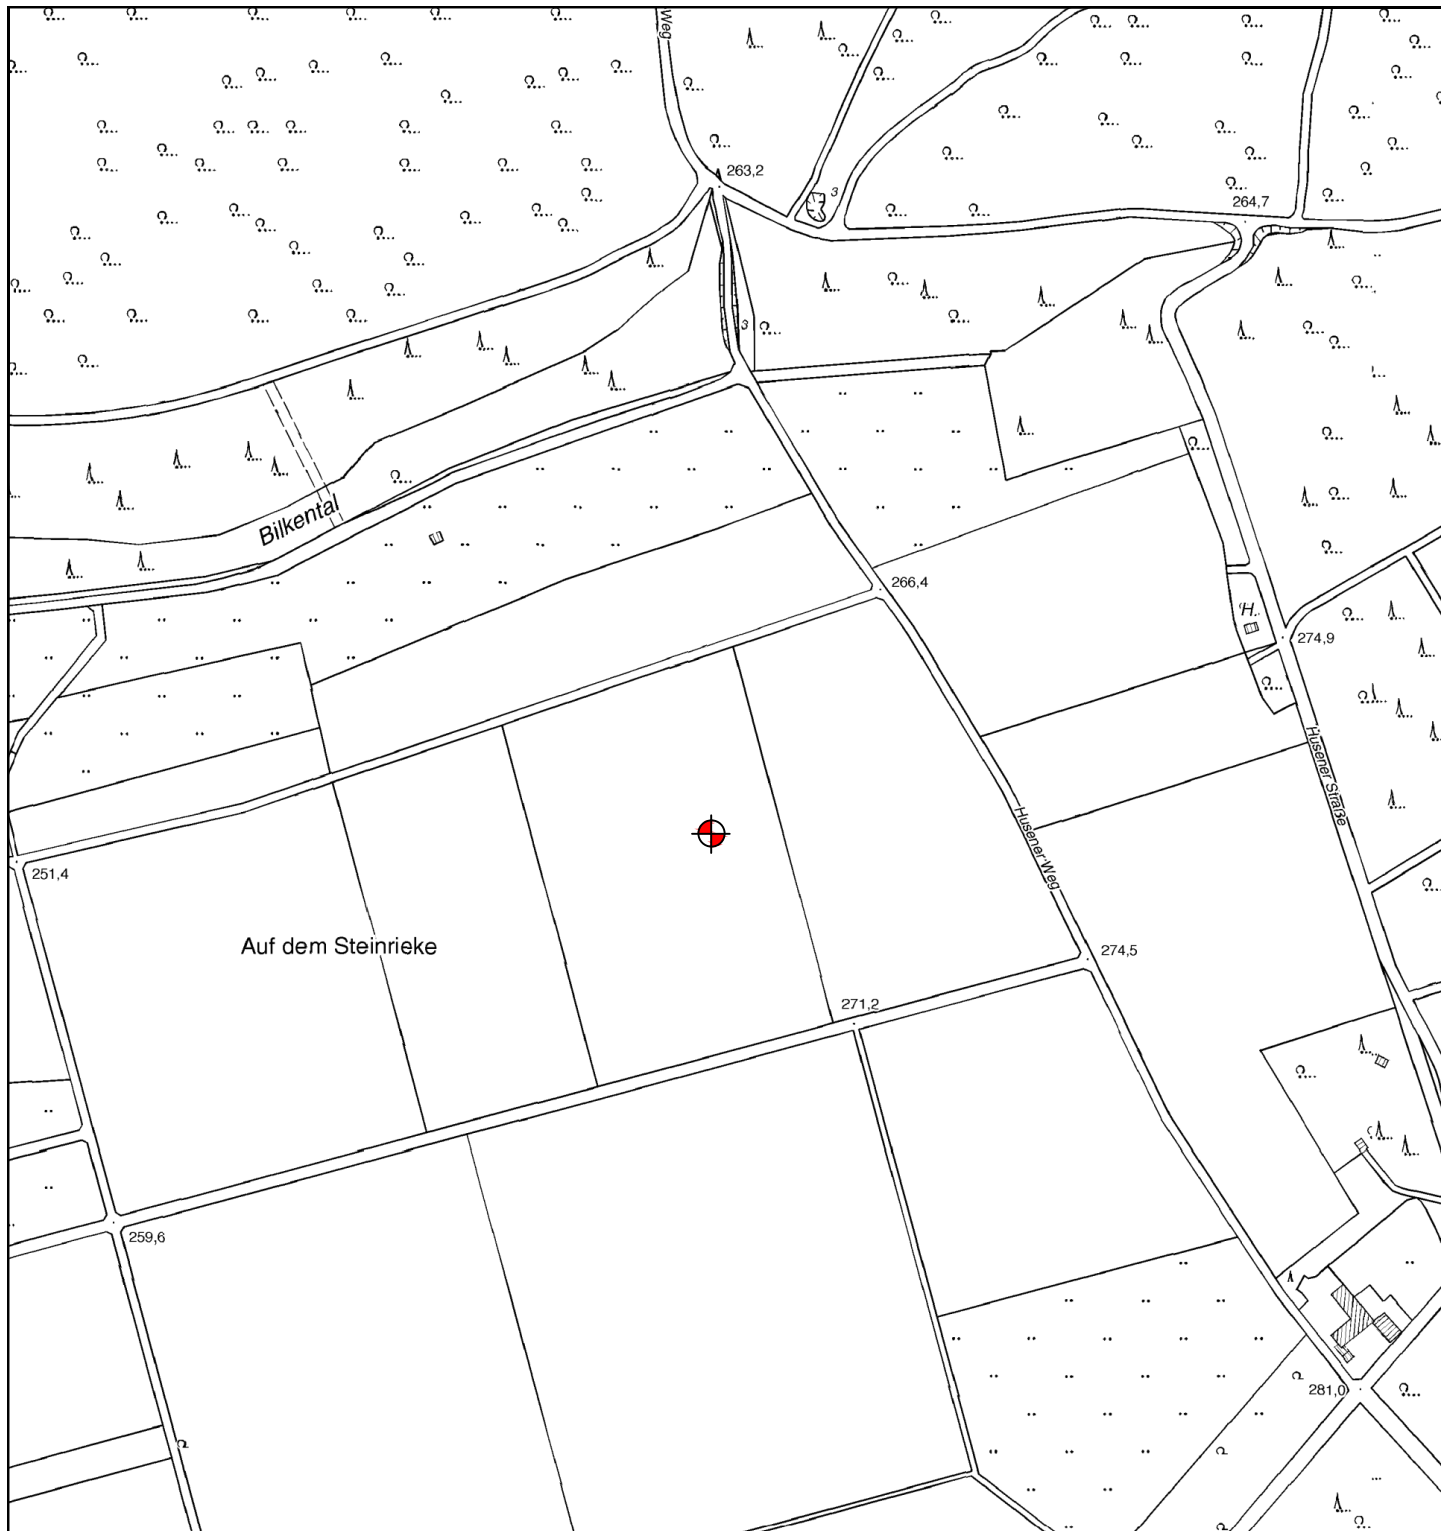 Weg
263,2
3
264,7
3
Bilkental
266,4
H.
274,9
Husener Straße
Husener Weg
251,4
Auf dem Steinrieke
274,5
271,2
259,6
281,0